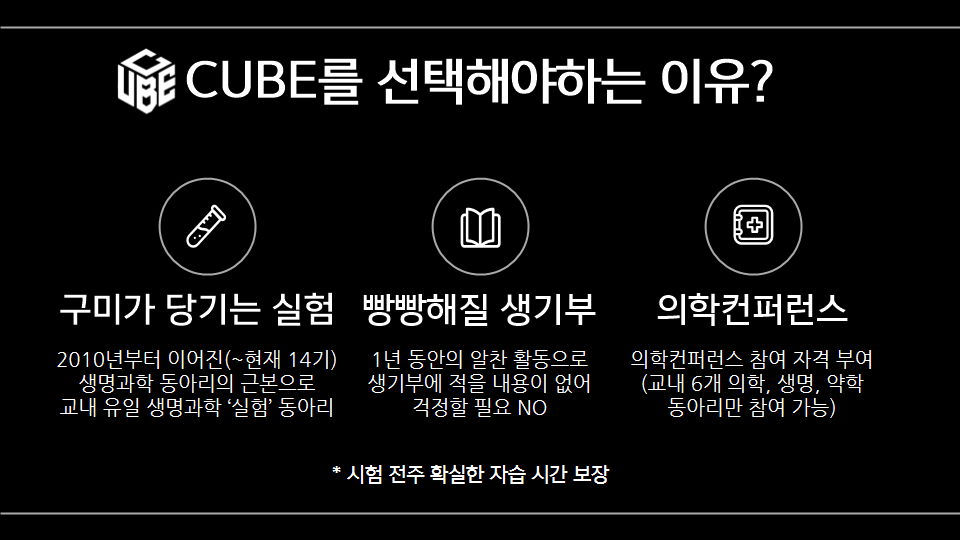 CUBE CUBE를 선택해야하는 이유?
구미가 당기는 실험
2010년부터 이어진(~현재 14기)
생명과학 동아리의 근본으로
교내 유일 생명과학 ‘실험’ 동아리
빵빵해질 생기부
1년 동안의 알찬 활동으로
생기부에 적을 내용이 없어
걱정할 필요 NO
의학컨퍼런스
의학컨퍼런스 참여 자격 부여
(교내 6개 의학, 생명, 약학
동아리만 참여 가능)
* 시험 전주 확실한 자습 시간 보장